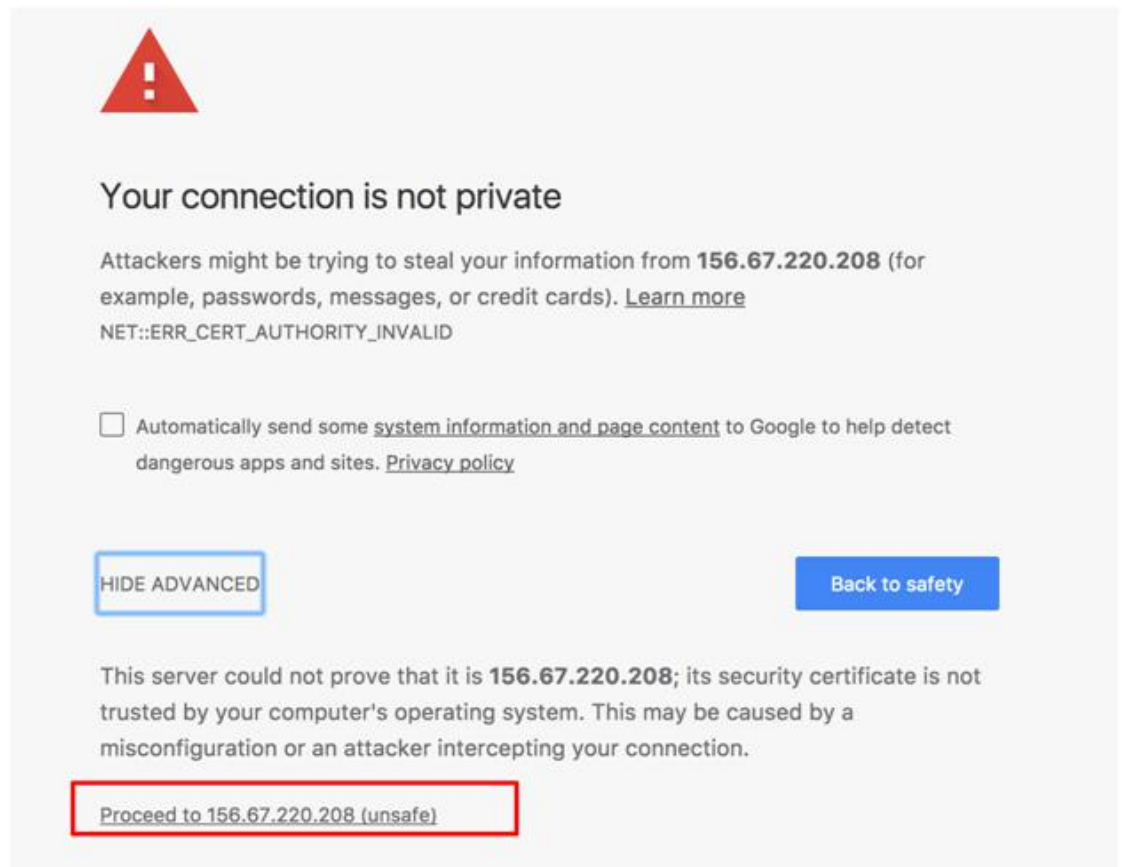 Your connection is not private
Attackers might be trying to steal your information from 156.67.220.208 (for
example, passwords, messages, or credit cards). Learn more
NET::ERR_CERT_AUTHORITY_INVALID
Automatically send some system information and page content to Google to help detect
dangerous apps and sites. Privacy policy
HIDE ADVANCED
Back to safety
This server could not prove that it is 156.67.220.208; its security certificate is not
trusted by your computer's operating system. This may be caused by a
misconfiguration or an attacker intercepting your connection.
Proceed to 156.67.220.208 (unsafe)